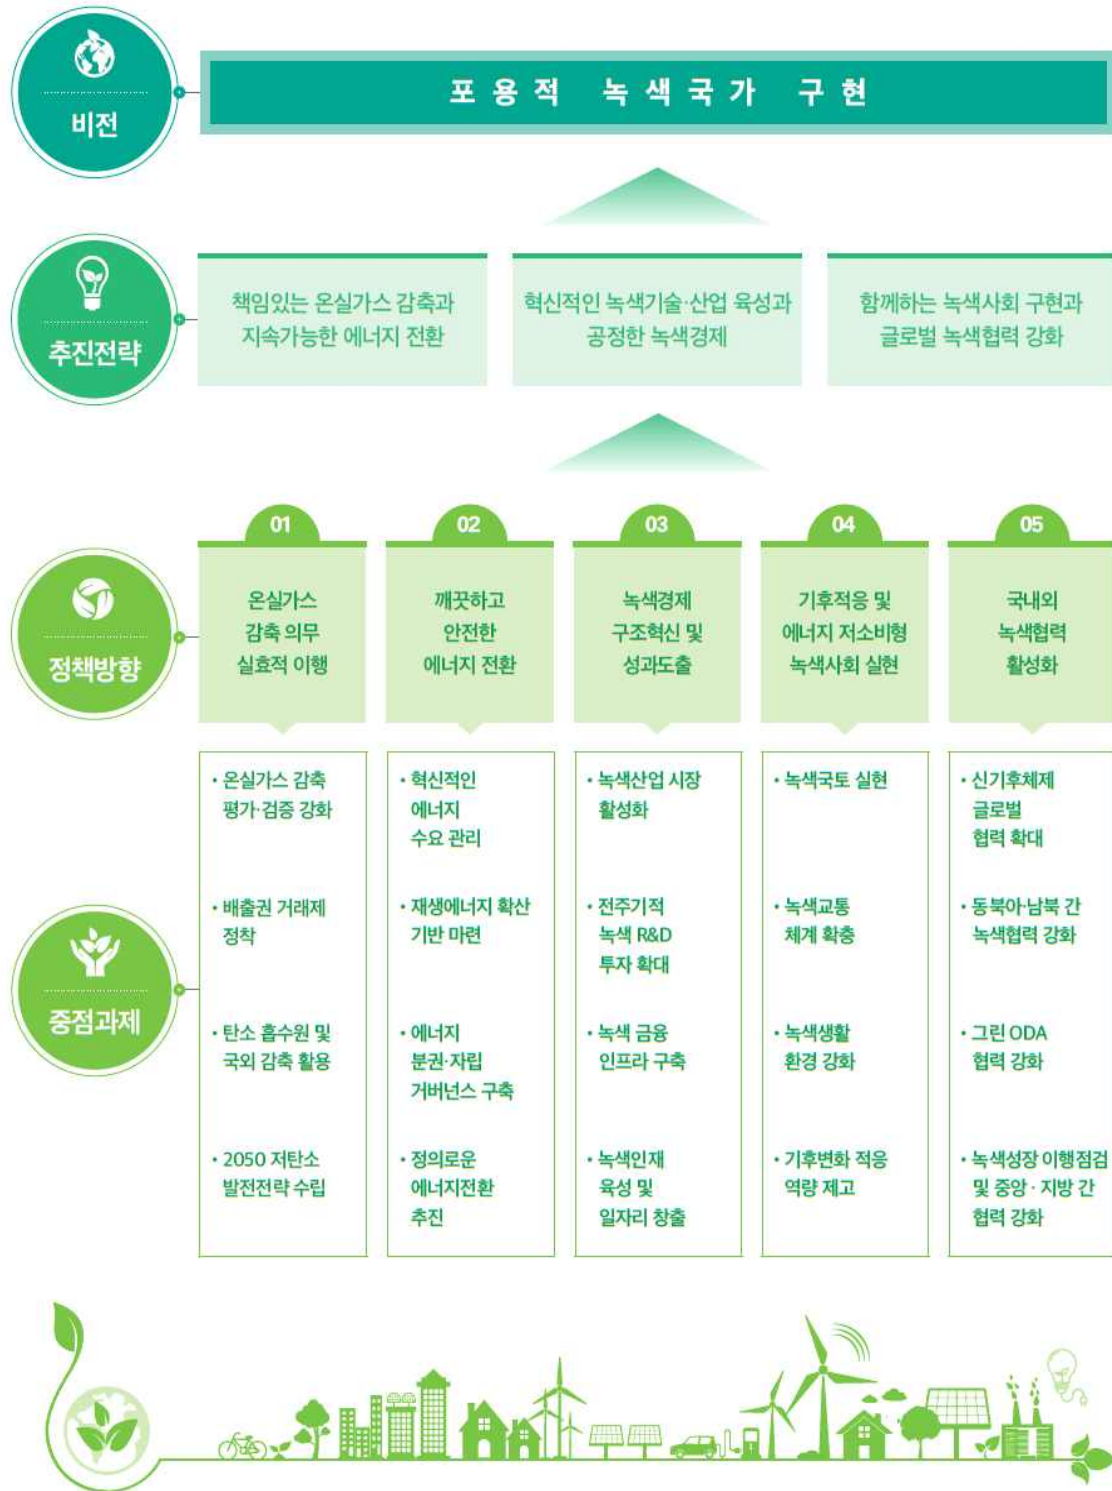 비전
포용적 녹색국가 구현
추진전략
책임있는 온실가스 감축과
지속가능한 에너지 전환
혁신적인 녹색기술·산업 육성과
공정한 녹색경제
함께하는 녹색사회 구현과
글로벌 녹색협력 강화
정책방향
01
온실가스
감축 의무
실효적 이행
02
깨끗하고
안전한
에너지 전환
03
녹색경제
구조혁신 및
성과도출
04
기후적응 및
에너지 저소비형
녹색사회 실현
05
국내외
녹색협력
활성화
중점과제
• 온실가스 감축
평가·검증 강화
• 배출권 거래제
정착
• 탄소 흡수원 및
국외 감축 활용
• 2050 저탄소
발전전략 수립
• 혁신적인
에너지
수요 관리
• 재생에너지 확산
기반 마련
• 에너지
분권·자립
거버넌스 구축
• 정의로운
에너지전환
추진
• 녹색산업 시장
활성화
• 전주기적
녹색 R&D
투자 확대
• 녹색 금융
인프라 구축
• 녹색인재
육성 및
일자리 창출
• 녹색국토 실현
• 녹색교통
체계 확충
• 녹색생활
환경 강화
• 기후변화 적응
역량 제고
• 신기후체제
글로벌
협력 확대
• 동북아·남북 간
녹색협력 강화
• 그린 ODA
협력 강화
• 녹색성장 이행점검
및 중앙·지방 간
협력 강화